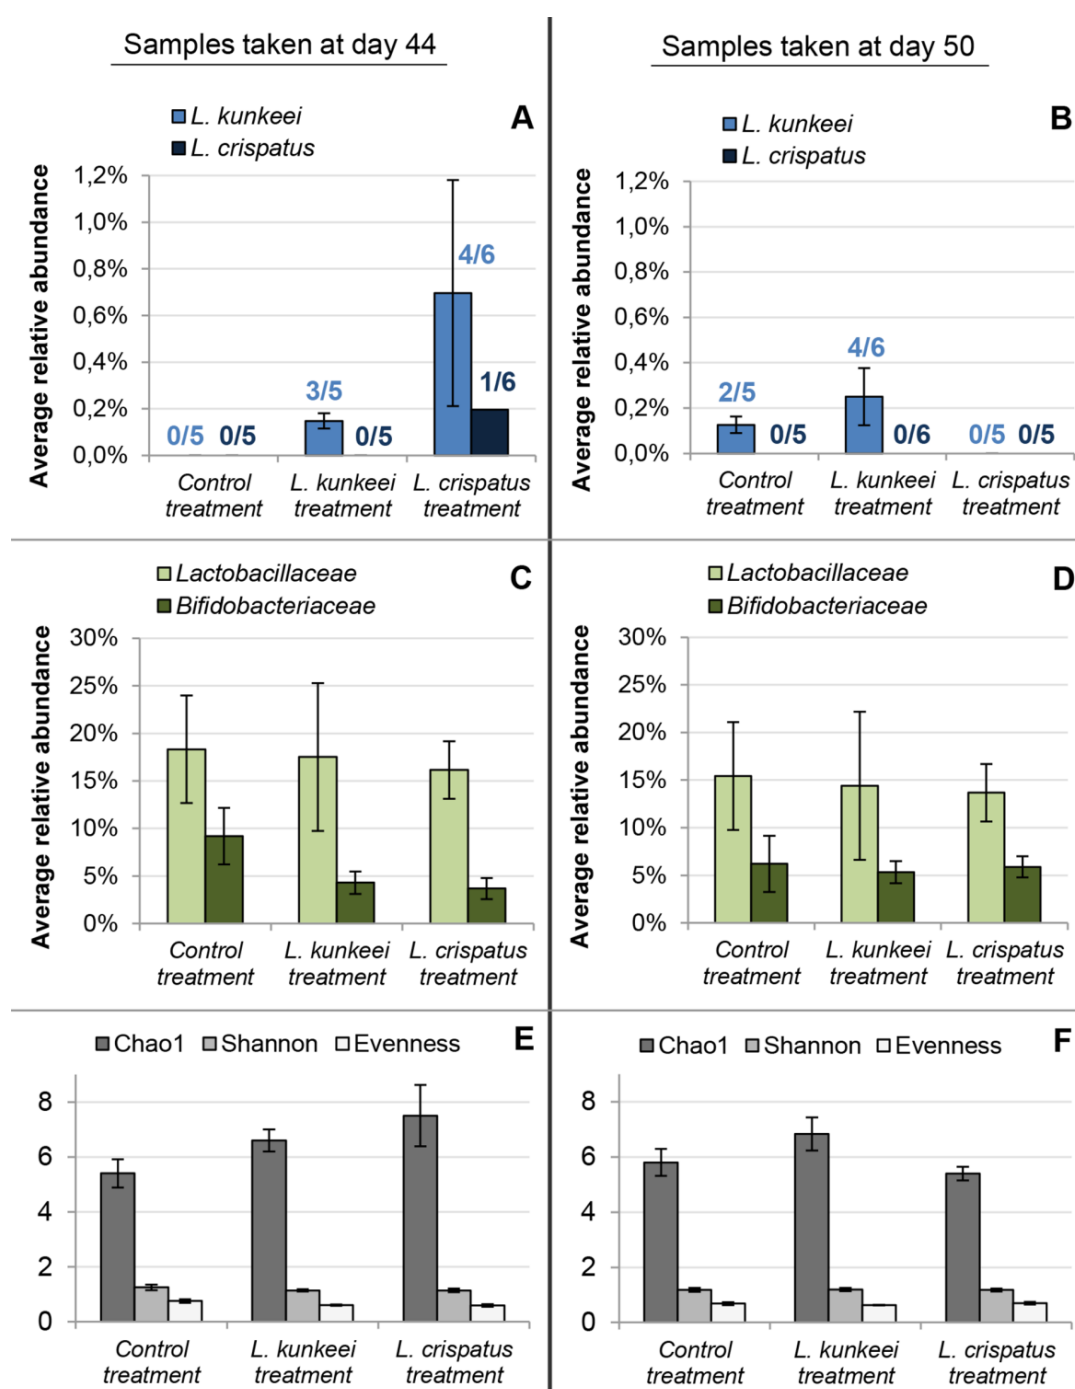 Samples taken at day 44
Samples taken at day 50
L. kunkeei
L. crispatus
A
Average relative abundance
1,2%
1,0%
0,8%
0,6%
0,4%
0,2%
0,0%
0/5 0/5
3/5
0/5
4/6
1/6
Control treatment
L. kunkeei treatment
L. crispatus treatment
L. kunkeei
L. crispatus
B
Average relative abundance
1,2%
1,0%
0,8%
0,6%
0,4%
0,2%
0,0%
2/5
0/5
4/6
0/6
0/5 0/5
Control treatment
L. kunkeei treatment
L. crispatus treatment
Lactobacillaceae
Bifidobacteriaceae
C
Average relative abundance
30%
25%
20%
15%
10%
5%
0%
Control treatment
L. kunkeei treatment
L. crispatus treatment
Lactobacillaceae
Bifidobacteriaceae
D
Average relative abundance
30%
25%
20%
15%
10%
5%
0%
Control treatment
L. kunkeei treatment
L. crispatus treatment
Chao1 Shannon Evenness
E
8
6
4
2
0
Control treatment
L. kunkeei treatment
L. crispatus treatment
Chao1 Shannon Evenness
F
8
6
4
2
0
Control treatment
L. kunkeei treatment
L. crispatus treatment